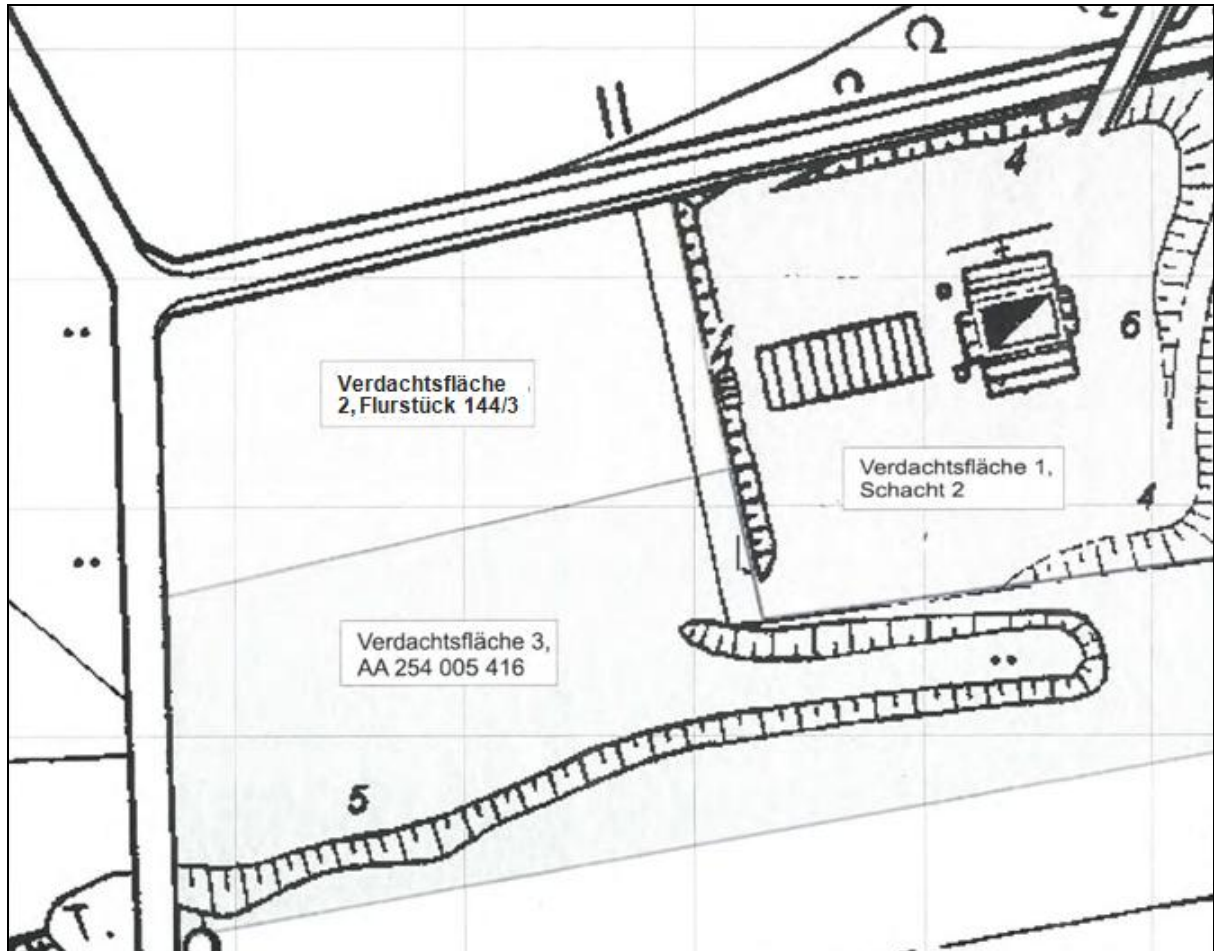 4
6
Verdachtsfläche
2, Flurstück 144/3
Verdachtsfläche 1,
Schacht 2
4
Verdachtsfläche 3,
AA 254 005 416
5
T.